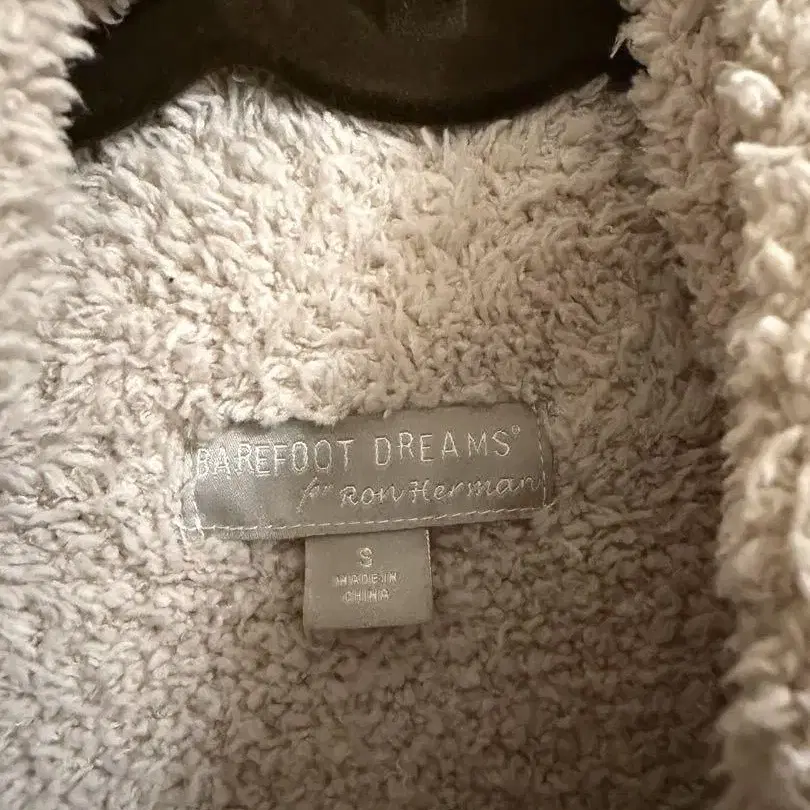 BAREFOOT DREAMS®
for Ron Herman
S
MADE IN
CHINA